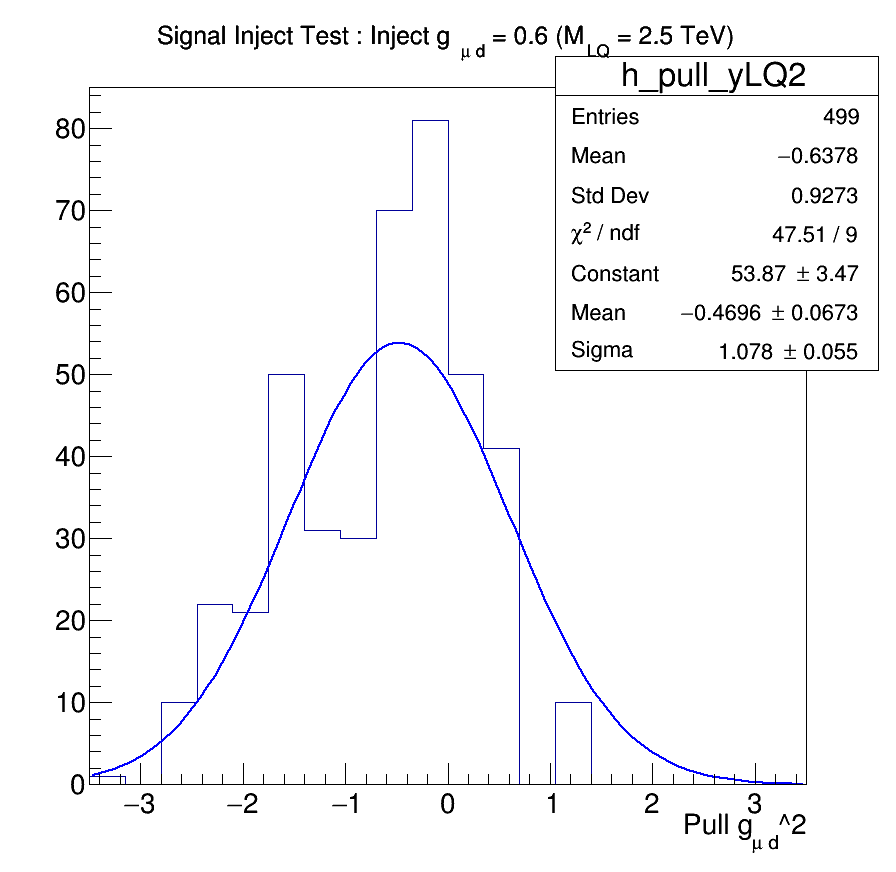 Signal Inject Test : Inject g μ d = 0.6 (M LQ = 2.5 TeV)
h_pull_yLQ2
Entries 499
Mean −0.6378
Std Dev 0.9273
χ² / ndf 47.51 / 9
Constant 53.87 ± 3.47
Mean −0.4696 ± 0.0673
Sigma 1.078 ± 0.055
80
70
60
50
40
30
20
10
0
−3 −2 −1 0 1 2 3
Pull g μ d ^2